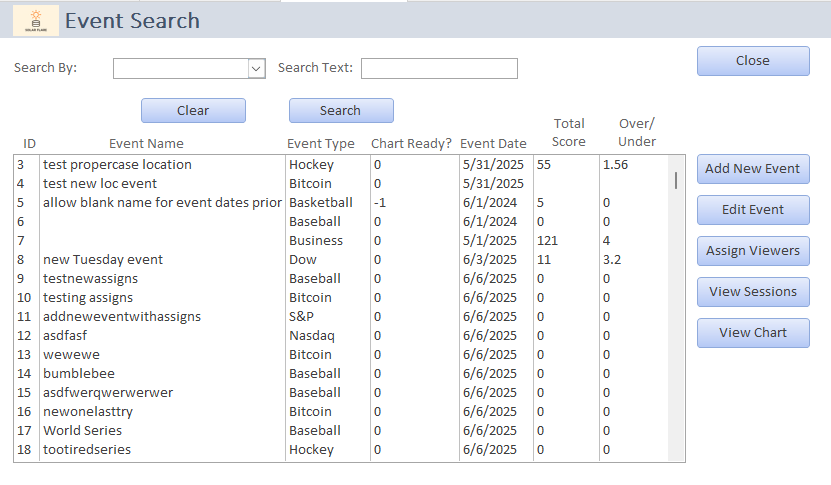 SOLAR FLARE
Event Search
Search By:
Search Text:
Close
Clear
Search
ID Event Name Event Type Chart Ready? Event Date Total Score Over/ Under
3 test propercase location Hockey 0 5/31/2025 55 1.56
4 test new loc event Bitcoin 0 5/31/2025
5 allow blank name for event dates prior Basketball -1 6/1/2024 5 0
6 Baseball 0 6/1/2024 0 0
7 Business 0 5/1/2025 121 4
8 new Tuesday event Dow 0 6/3/2025 11 3.2
9 testnewassigns Baseball 0 6/6/2025 0 0
10 testing assigns Bitcoin 0 6/6/2025 0 0
11 addneweventwithassigns S&P 0 6/6/2025 0 0
12 asdfasf Nasdaq 0 6/6/2025 0 0
13 wewewe Bitcoin 0 6/6/2025 0 0
14 bumblebee Baseball 0 6/6/2025 0 0
15 asdfwerqwerwerwer Baseball 0 6/6/2025 0 0
16 newonelasttry Bitcoin 0 6/6/2025 0 0
17 World Series Baseball 0 6/6/2025 0 0
18 tootiredseries Hockey 0 6/6/2025 0 0
Add New Event
Edit Event
Assign Viewers
View Sessions
View Chart